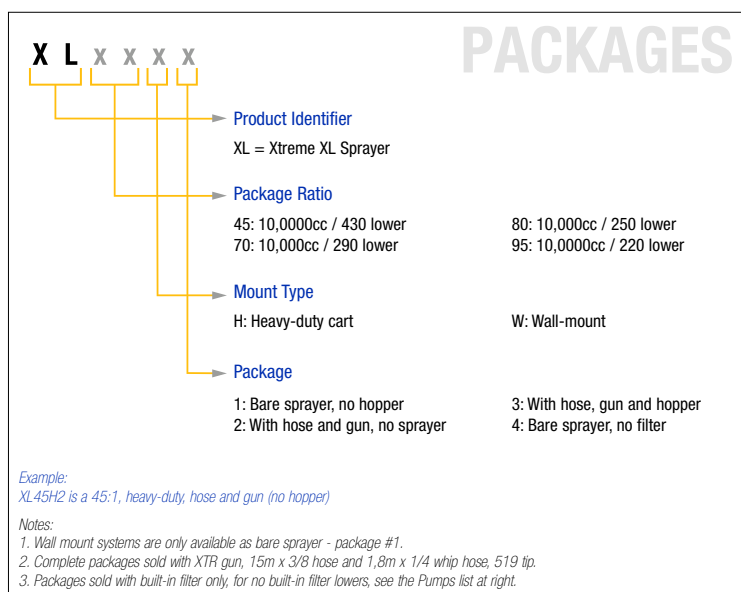 PACKAGES
X L x x x x
Product Identifier
XL = Xtreme XL Sprayer
Package Ratio
45: 10,0000cc / 430 lower 80: 10,000cc / 250 lower
70: 10,000cc / 290 lower 95: 10,0000cc / 220 lower
Mount Type
H: Heavy-duty cart W: Wall-mount
Package
1: Bare sprayer, no hopper 3: With hose, gun and hopper
2: With hose and gun, no sprayer 4: Bare sprayer, no filter
Example:
XL45H2 is a 45:1, heavy-duty, hose and gun (no hopper)
Notes:
1. Wall mount systems are only available as bare sprayer - package #1.
2. Complete packages sold with XTR gun, 15m x 3/8 hose and 1,8m x 1/4 whip hose, 519 tip.
3. Packages sold with built-in filter only, for no built-in filter lowers, see the Pumps list at right.